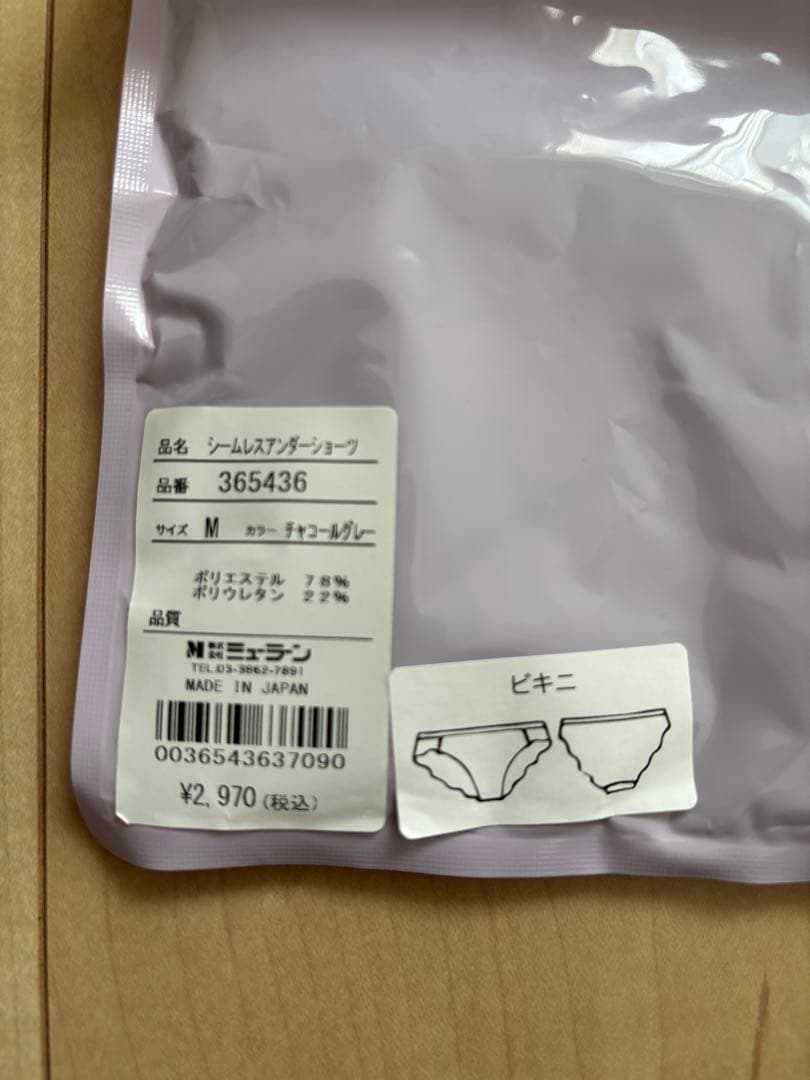 品名 シームレスアンダーショーツ
品番 365436
サイズ M カラー チャコールグレー
ポリエステル 78%
ポリウレタン 22%
品質
M 株式会社 ミューラーン
TEL.03-3862-7891
MADE IN JAPAN
0036543637090
¥2,970(税込)
ビキニ